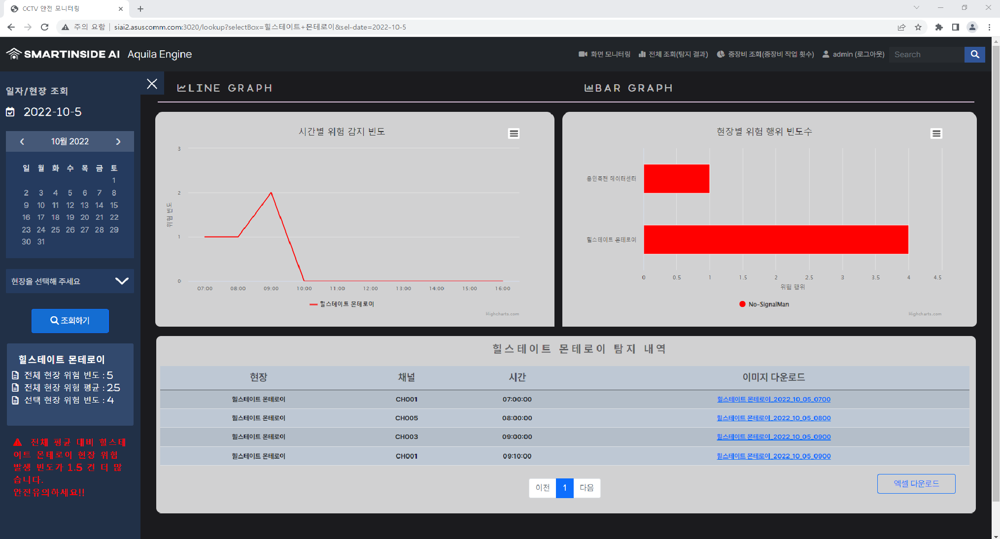 CCTV 안전 모니터링
주의 요함 siai2.asuscomm.com:3020/lookup?selectBox=힐스테이트+몬테로이&sel-date=2022-10-5
SMARTINSIDE AI Aquila Engine
화면 모니터링 전체 조회(탐지 결과) 중장비 조회(중장비 작업 횟수) admin (로그아웃) Search
일자/현장 조회
2022-10-5
10월 2022
일 월 화 수 목 금 토
1
2 3 4 5 6 7 8
9 10 11 12 13 14 15
16 17 18 19 20 21 22
23 24 25 26 27 28 29
30 31
현장을 선택해 주세요
조회하기
힐스테이트 몬테로이
전체 현장 위험 빈도 : 5
전체 현장 위험 평균 : 2.5
선택 현장 위험 빈도 : 4
전체 평균 대비 힐스테
이트 몬테로이 현장 위험
발생 빈도가 1.5 건 더 많
습니다.
안전유의하세요!!
LINE GRAPH
BAR GRAPH
시간별 위험 감지 빈도
3
2
1
0
위험 빈도
07:00 08:00 09:00 10:00 11:00 12:00 13:00 14:00 15:00 16:00
힐스테이트 몬테로이
Highcharts.com
현장별 위험 행위 빈도수
용인죽전 데이터센터
힐스테이트 몬테로이
0 0.5 1 1.5 2 2.5 3 3.5 4 4.5
위험 행위
No-SignalMan
Highcharts.com
힐스테이트 몬테로이 탐지 내역
현장 채널 시간 이미지 다운로드
힐스테이트 몬테로이 CH001 07:00:00 힐스테이트 몬테로이_2022_10_05_0700
힐스테이트 몬테로이 CH005 08:00:00 힐스테이트 몬테로이_2022_10_05_0800
힐스테이트 몬테로이 CH003 09:00:00 힐스테이트 몬테로이_2022_10_05_0900
힐스테이트 몬테로이 CH001 09:10:00 힐스테이트 몬테로이_2022_10_05_0900
이전 1 다음
엑셀 다운로드